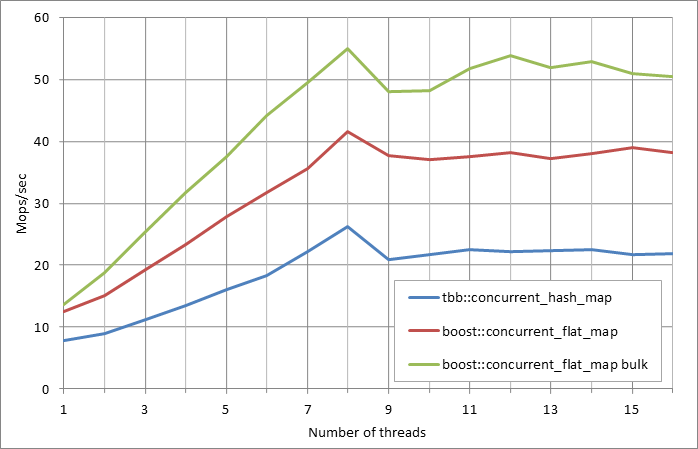 60
50
40
30
20
10
0
Mops/sec
tbb::concurrent_hash_map
boost::concurrent_flat_map
boost::concurrent_flat_map bulk
1 3 5 7 9 11 13 15
Number of threads